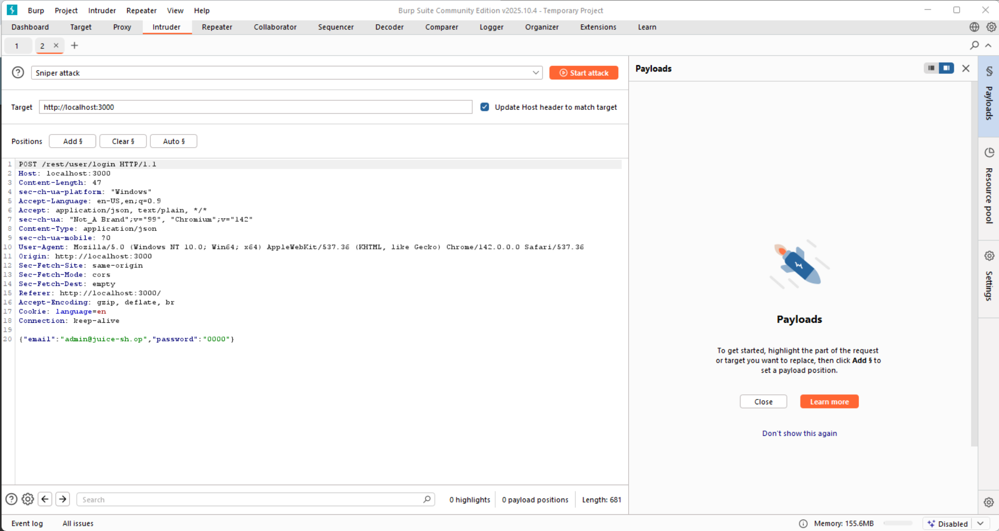 Burp Project Intruder Repeater View Help Burp Suite Community Edition v2025.10.4 - Temporary Project
Dashboard Target Proxy Intruder Repeater Collaborator Sequencer Decoder Comparer Logger Organizer Extensions Learn
1 2 × +
Sniper attack Start attack
Payloads
Target http://localhost:3000 Update Host header to match target
Positions Add § Clear § Auto §
1 POST /rest/user/login HTTP/1.1
2 Host: localhost:3000
3 Content-Length: 47
4 sec-ch-ua-platform: "Windows"
5 Accept-Language: en-US,en;q=0.9
6 Accept: application/json, text/plain, */*
7 sec-ch-ua: "Not_A Brand";v="99", "Chromium";v="142"
8 Content-Type: application/json
9 sec-ch-ua-mobile: ?0
10 User-Agent: Mozilla/5.0 (Windows NT 10.0; Win64; x64) AppleWebKit/537.36 (KHTML, like Gecko) Chrome/142.0.0.0 Safari/537.36
11 Origin: http://localhost:3000
12 Sec-Fetch-Site: same-origin
13 Sec-Fetch-Mode: cors
14 Sec-Fetch-Dest: empty
15 Referer: http://localhost:3000/
16 Accept-Encoding: gzip, deflate, br
17 Cookie: language=en
18 Connection: keep-alive
19
20 {"email":"admin@juice-sh.op","password":"0000"}
Payloads
To get started, highlight the part of the request
or target you want to replace, then click Add § to
set a payload position.
Close Learn more
Don't show this again
§ Payloads
Resource pool
Settings
Search 0 highlights 0 payload positions Length: 681
Event log All issues Memory: 155.6MB Disabled